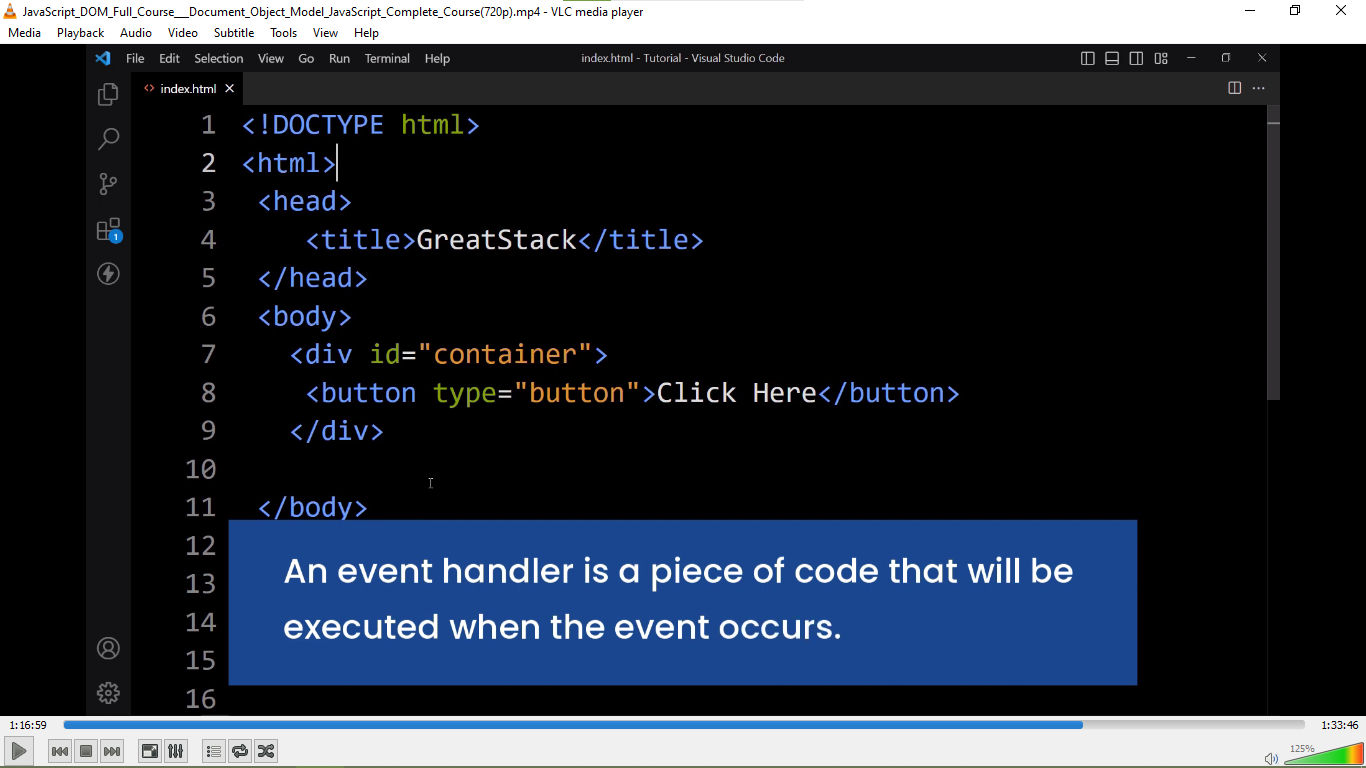 JavaScript_DOM_Full_Course___Document_Object_Model_JavaScript_Complete_Course(720p).mp4 - VLC media player
Media Playback Audio Video Subtitle Tools View Help
File Edit Selection View Go Run Terminal Help
index.html - Tutorial - Visual Studio Code
<> index.html
1 <!DOCTYPE html>
2 <html>
3 <head>
4 <title>GreatStack</title>
5 </head>
6 <body>
7 <div id="container">
8 <button type="button">Click Here</button>
9 </div>
10
11 </body>
12
13
14
15
16
1
An event handler is a piece of code that will be
executed when the event occurs.
1:16:59
1:33:46
125%